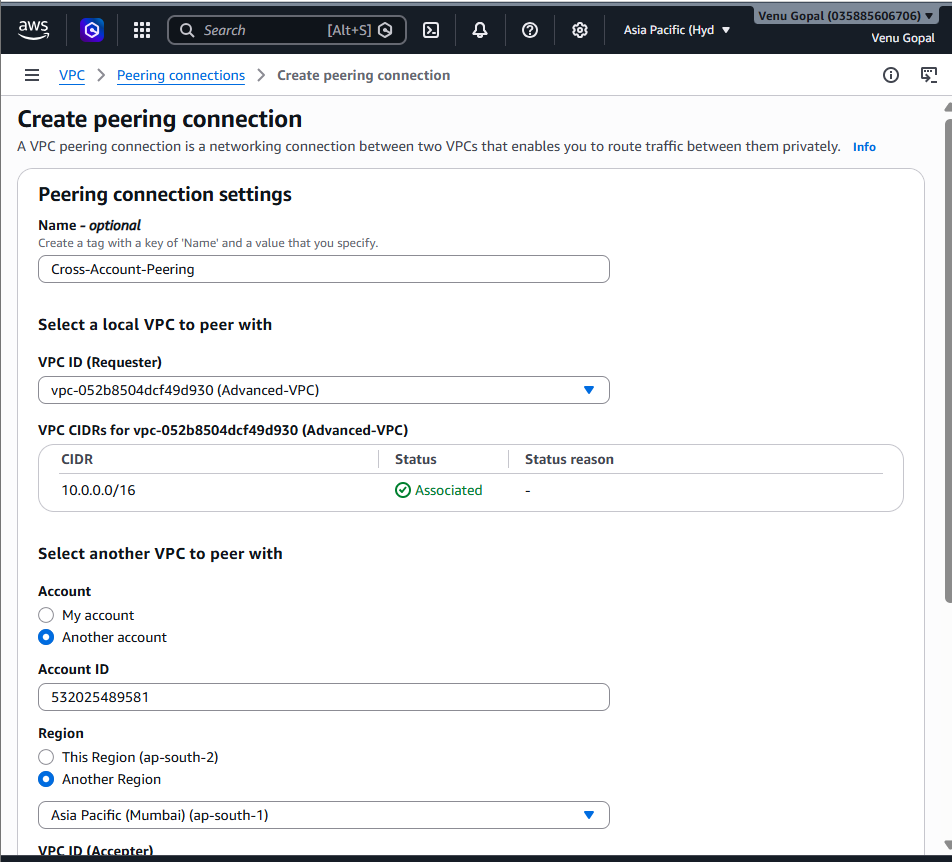 aws
Search [Alt+S]
Asia Pacific (Hyd
Venu Gopal (035885606706)
Venu Gopal
VPC
Peering connections
Create peering connection
Create peering connection
A VPC peering connection is a networking connection between two VPCs that enables you to route traffic between them privately. Info
Peering connection settings
Name - optional
Create a tag with a key of 'Name' and a value that you specify.
Cross-Account-Peering
Select a local VPC to peer with
VPC ID (Requester)
vpc-052b8504dcf49d930 (Advanced-VPC)
VPC CIDRs for vpc-052b8504dcf49d930 (Advanced-VPC)
CIDR Status Status reason
10.0.0.0/16 Associated -
Select another VPC to peer with
Account
My account
Another account
Account ID
532025489581
Region
This Region (ap-south-2)
Another Region
Asia Pacific (Mumbai) (ap-south-1)
VPC ID (Accepter)